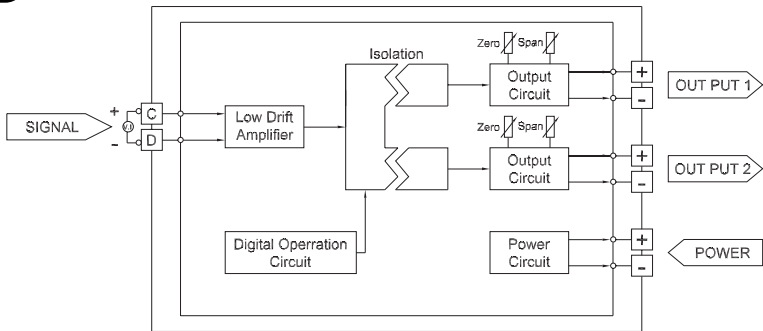 Isolation
Zero Span
SIGNAL
+
-
C
D
Low Drift
Amplifier
Output
Circuit
+
-
OUT PUT 1
Zero Span
Output
Circuit
+
-
OUT PUT 2
Digital Operration
Circuit
Power
Circuit
+
-
POWER